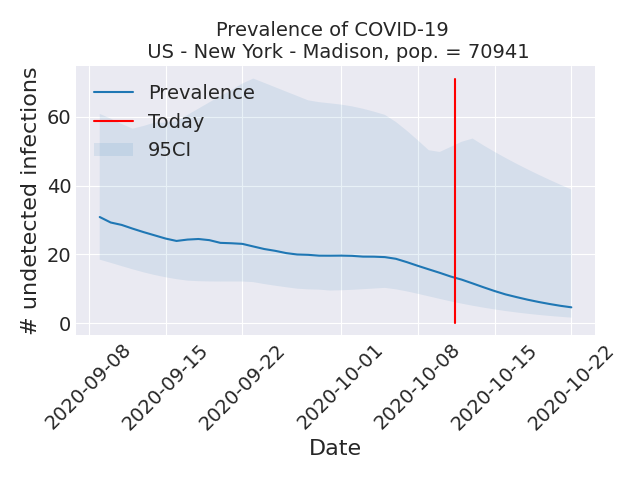 Prevalence of COVID-19
US - New York - Madison, pop. = 70941
# undetected infections
60
40
20
0
Prevalence
Today
95CI
2020-09-08
2020-09-15
2020-09-22
2020-10-01
2020-10-08
2020-10-15
2020-10-22
Date